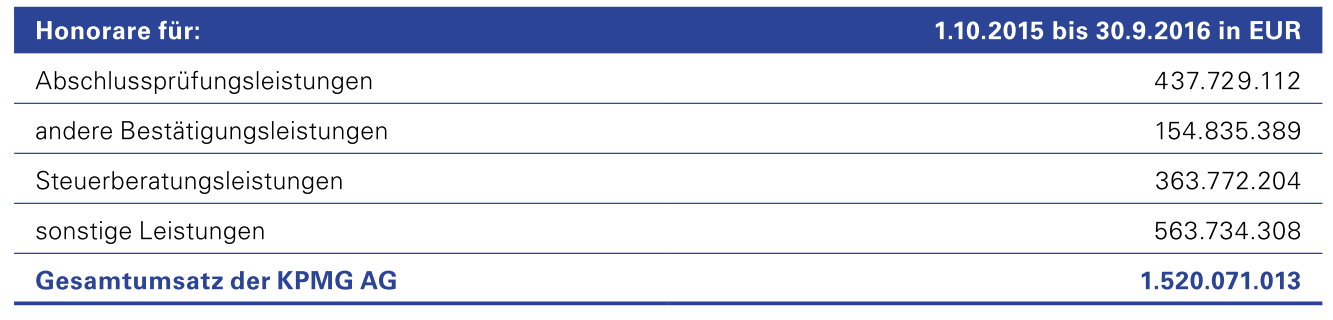 Honorare für: 1.10.2015 bis 30.9.2016 in EUR
Abschlussprüfungsleistungen 437.729.112
andere Bestätigungsleistungen 154.835.389
Steuerberatungsleistungen 363.772.204
sonstige Leistungen 563.734.308
Gesamtumsatz der KPMG AG 1.520.071.013